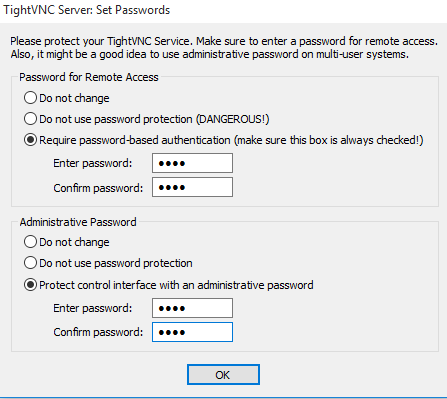 TightVNC Server: Set Passwords
Please protect your TightVNC Service. Make sure to enter a password for remote access.
Also, it might be a good idea to use administrative password on multi-user systems.
Password for Remote Access
Do not change
Do not use password protection (DANGEROUS!)
Require password-based authentication (make sure this box is always checked!)
Enter password: ●●●●
Confirm password: ●●●●
Administrative Password
Do not change
Do not use password protection
Protect control interface with an administrative password
Enter password: ●●●●
Confirm password: ●●●●
OK